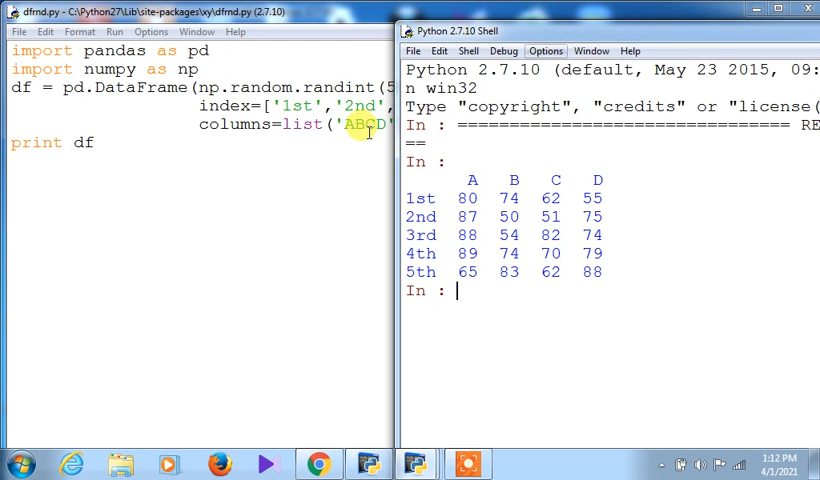 dfrnd.py - C:\Python27\Lib\site-packages\xy\dfrnd.py (2.7.10)
File Edit Format Run Options Window Help
import pandas as pd
import numpy as np
df = pd.DataFrame(np.random.randint(5
index=['1st','2nd',
columns=list('ABCD'
print df
Python 2.7.10 Shell
File Edit Shell Debug Options Window Help
Python 2.7.10 (default, May 23 2015, 09:
n win32
Type "copyright", "credits" or "license(
In : ================================ RE
==
In :
A B C D
1st 80 74 62 55
2nd 87 50 51 75
3rd 88 54 82 74
4th 89 74 70 79
5th 65 83 62 88
In :
1:12 PM
4/1/2021